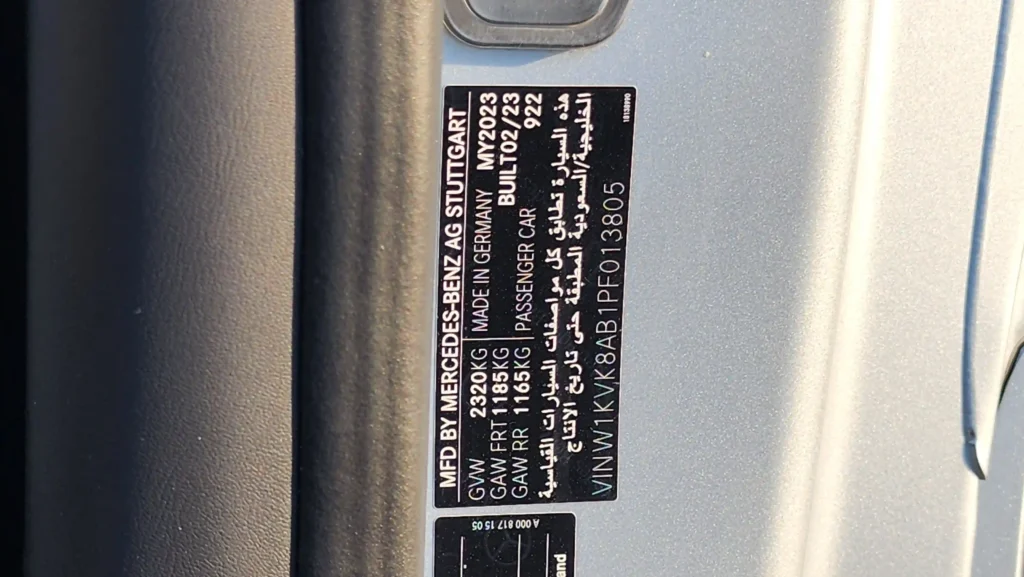 MFD BY MERCEDES-BENZ AG STUTTGART
GVW 2320KG MADE IN GERMANY MY2023
GAW FRT 1185KG BUILT02/23
GAW RR 1165KG PASSENGER CAR 922
هذه السيارة تطابق كل مواصفات السيارات القياسية
الخليجية/السعودية المطبقة حتى تاريخ الانتاج
VINW1KVK8AB1PF013805
A 000 817 15 05
and